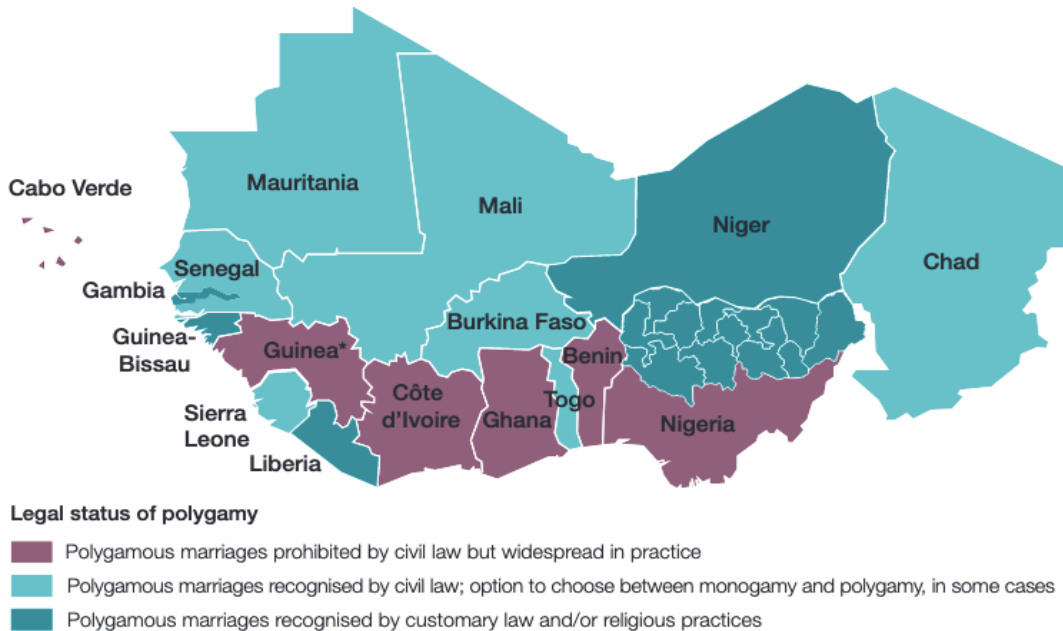 Cabo Verde
Mauritania
Mali
Niger
Chad
Senegal
Gambia
Guinea-
Bissau
Burkina Faso
Guinea*
Benin
Togo
Côte
d'Ivoire
Ghana
Nigeria
Sierra
Leone
Liberia
Legal status of polygamy
Polygamous marriages prohibited by civil law but widespread in practice
Polygamous marriages recognised by civil law; option to choose between monogamy and polygamy, in some cases
Polygamous marriages recognised by customary law and/or religious practices